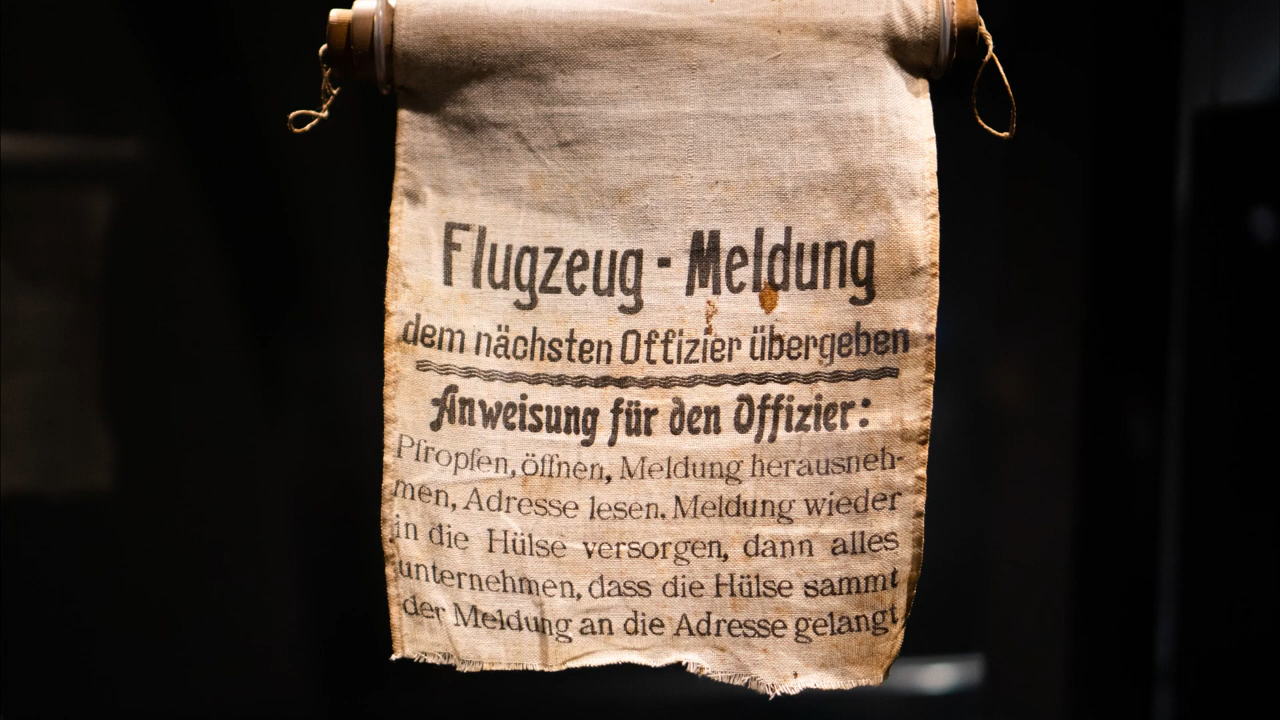 Flugzeug - Meldung
dem nächsten Offizier übergeben
Anweisung für den Offizier:
Pfropfen, öffnen, Meldung herausneh-
men, Adresse lesen. Meldung wieder
in die Hülse versorgen, dann alles
unternehmen, dass die Hülse sammt
der Meldung an die Adresse gelangt